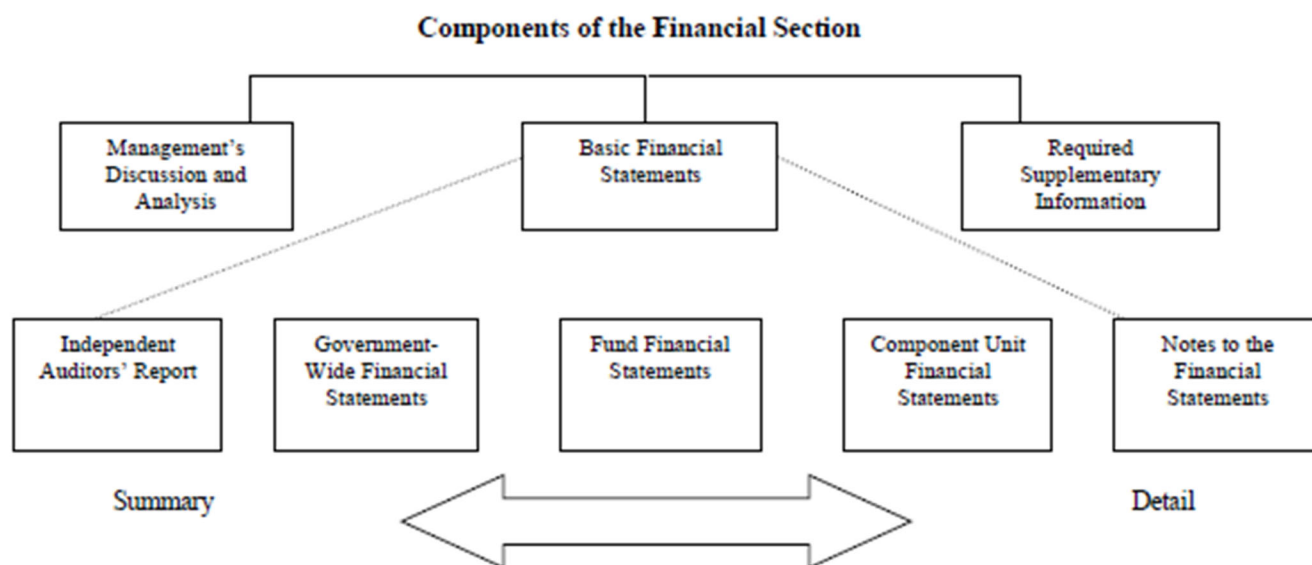 Components of the Financial Section
Management's
Discussion and
Analysis
Basic Financial
Statements
Required
Supplementary
Information
Independent
Auditors' Report
Government-
Wide Financial
Statements
Fund Financial
Statements
Component Unit
Financial
Statements
Notes to the
Financial
Statements
Summary
Detail